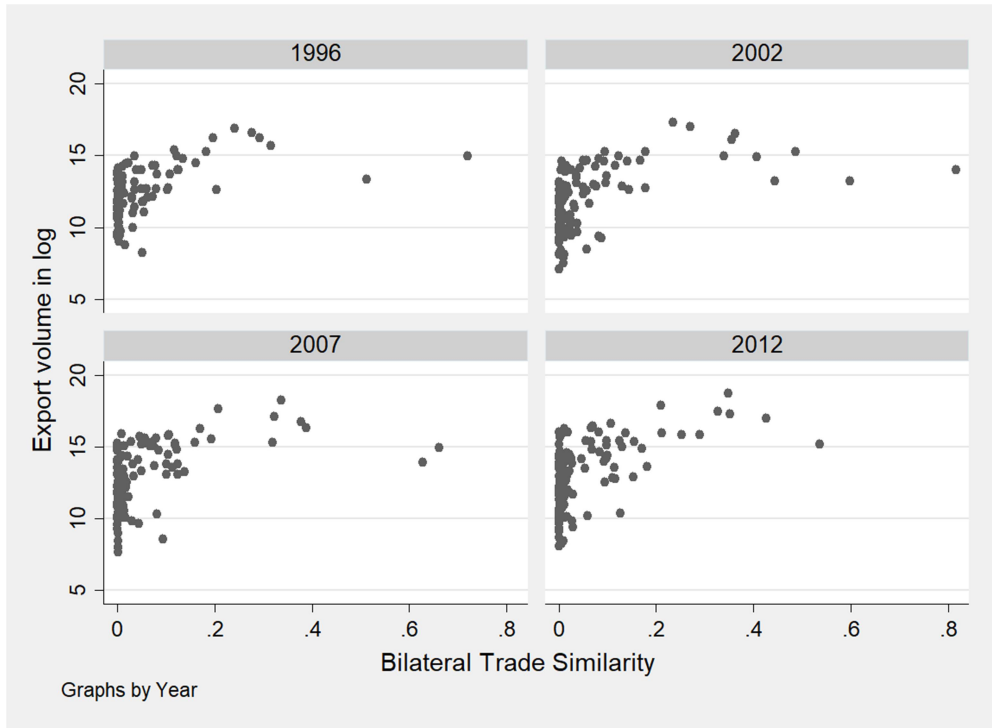 1996
2002
20
15
10
5
2007
2012
20
15
10
5
0 .2 .4 .6 .8
0 .2 .4 .6 .8
Export volume in log
Bilateral Trade Similarity
Graphs by Year